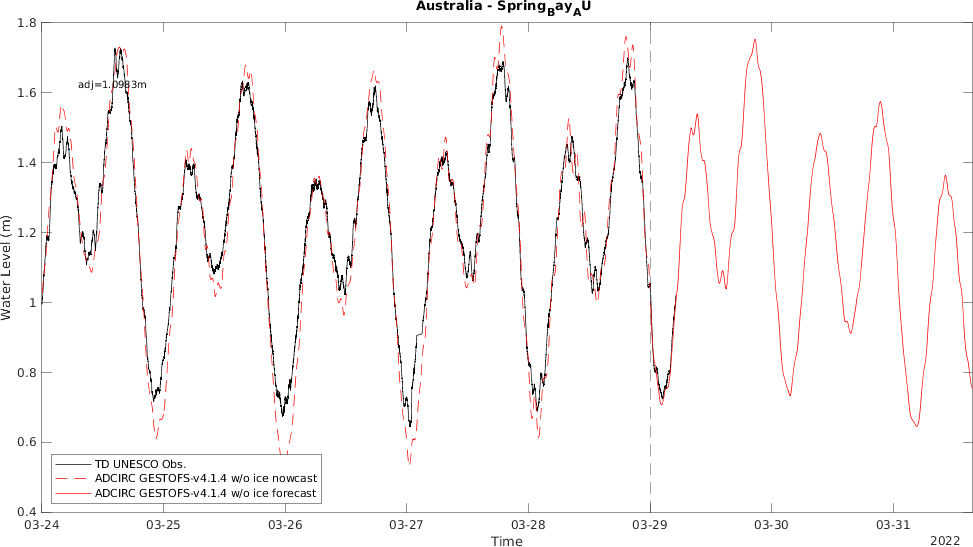 Australia - SpringBayAU
1.8
adj=1.0983m
1.6
1.4
1.2
1
0.8
0.6
0.4
Water Level (m)
TD UNESCO Obs.
ADCIRC GESTOFS-v4.1.4 w/o ice nowcast
ADCIRC GESTOFS-v4.1.4 w/o ice forecast
03-24 03-25 03-26 03-27 03-28 03-29 03-30 03-31
Time
2022